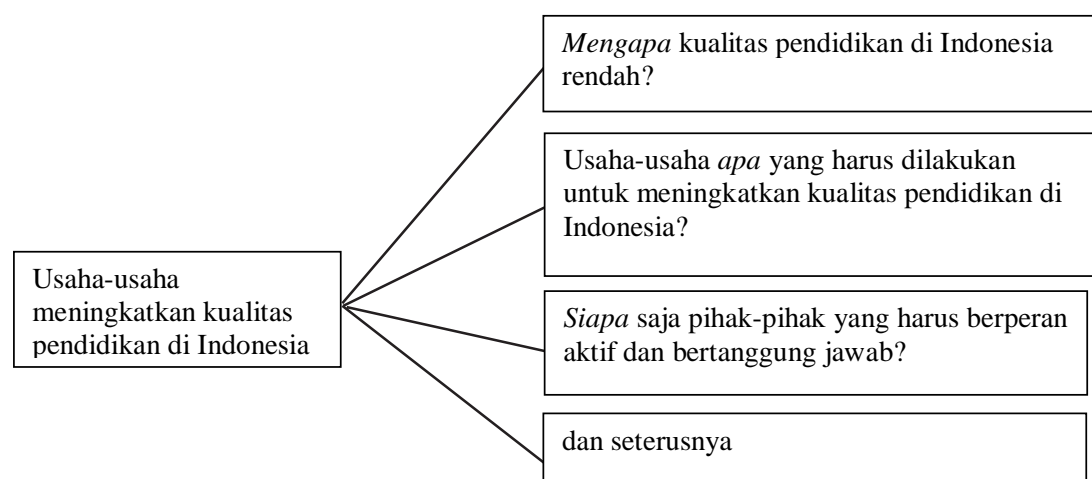 Mengapa kualitas pendidikan di Indonesia
rendah?
Usaha-usaha apa yang harus dilakukan
untuk meningkatkan kualitas pendidikan di
Indonesia?
Usaha-usaha
meningkatkan kualitas
pendidikan di Indonesia
Siapa saja pihak-pihak yang harus berperan
aktif dan bertanggung jawab?
dan seterusnya